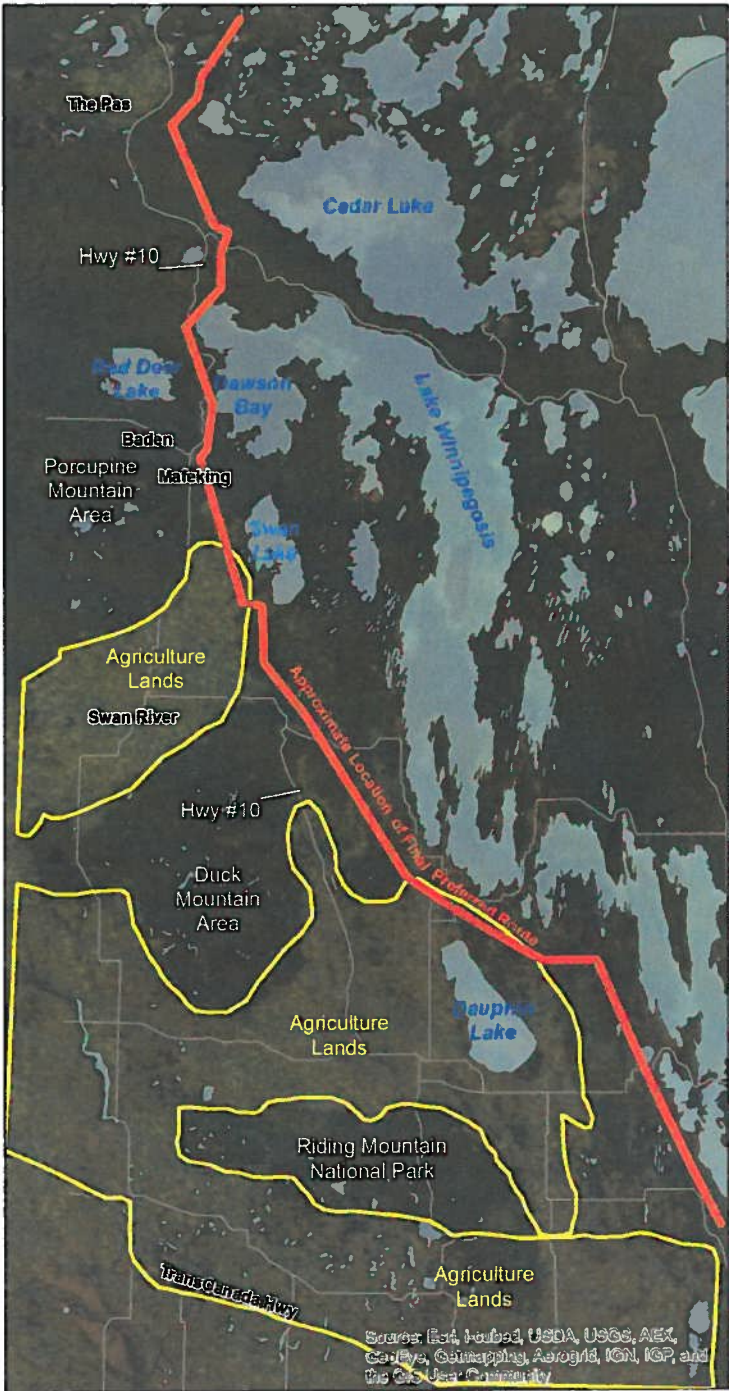 The Pas
Cedar Lake
Hwy #10
Red Deer
Lake
Dawson
Bay
Lake Winnipegosis
Baden
Mafeking
Porcupine
Mountain
Area
Swan
Lake
Agriculture
Lands
Swan River
Approximate Location of Final Preferred Route
Hwy #10
Duck
Mountain
Area
Dauphin
Lake
Agriculture
Lands
Riding Mountain
National Park
Agriculture
Lands
TransCanada Hwy
Source: Esri, i-cubed, USDA, USGS, AEX,
GeoEye, Getmapping, Aerogrid, IGN, IGP, and
the GIS User Community